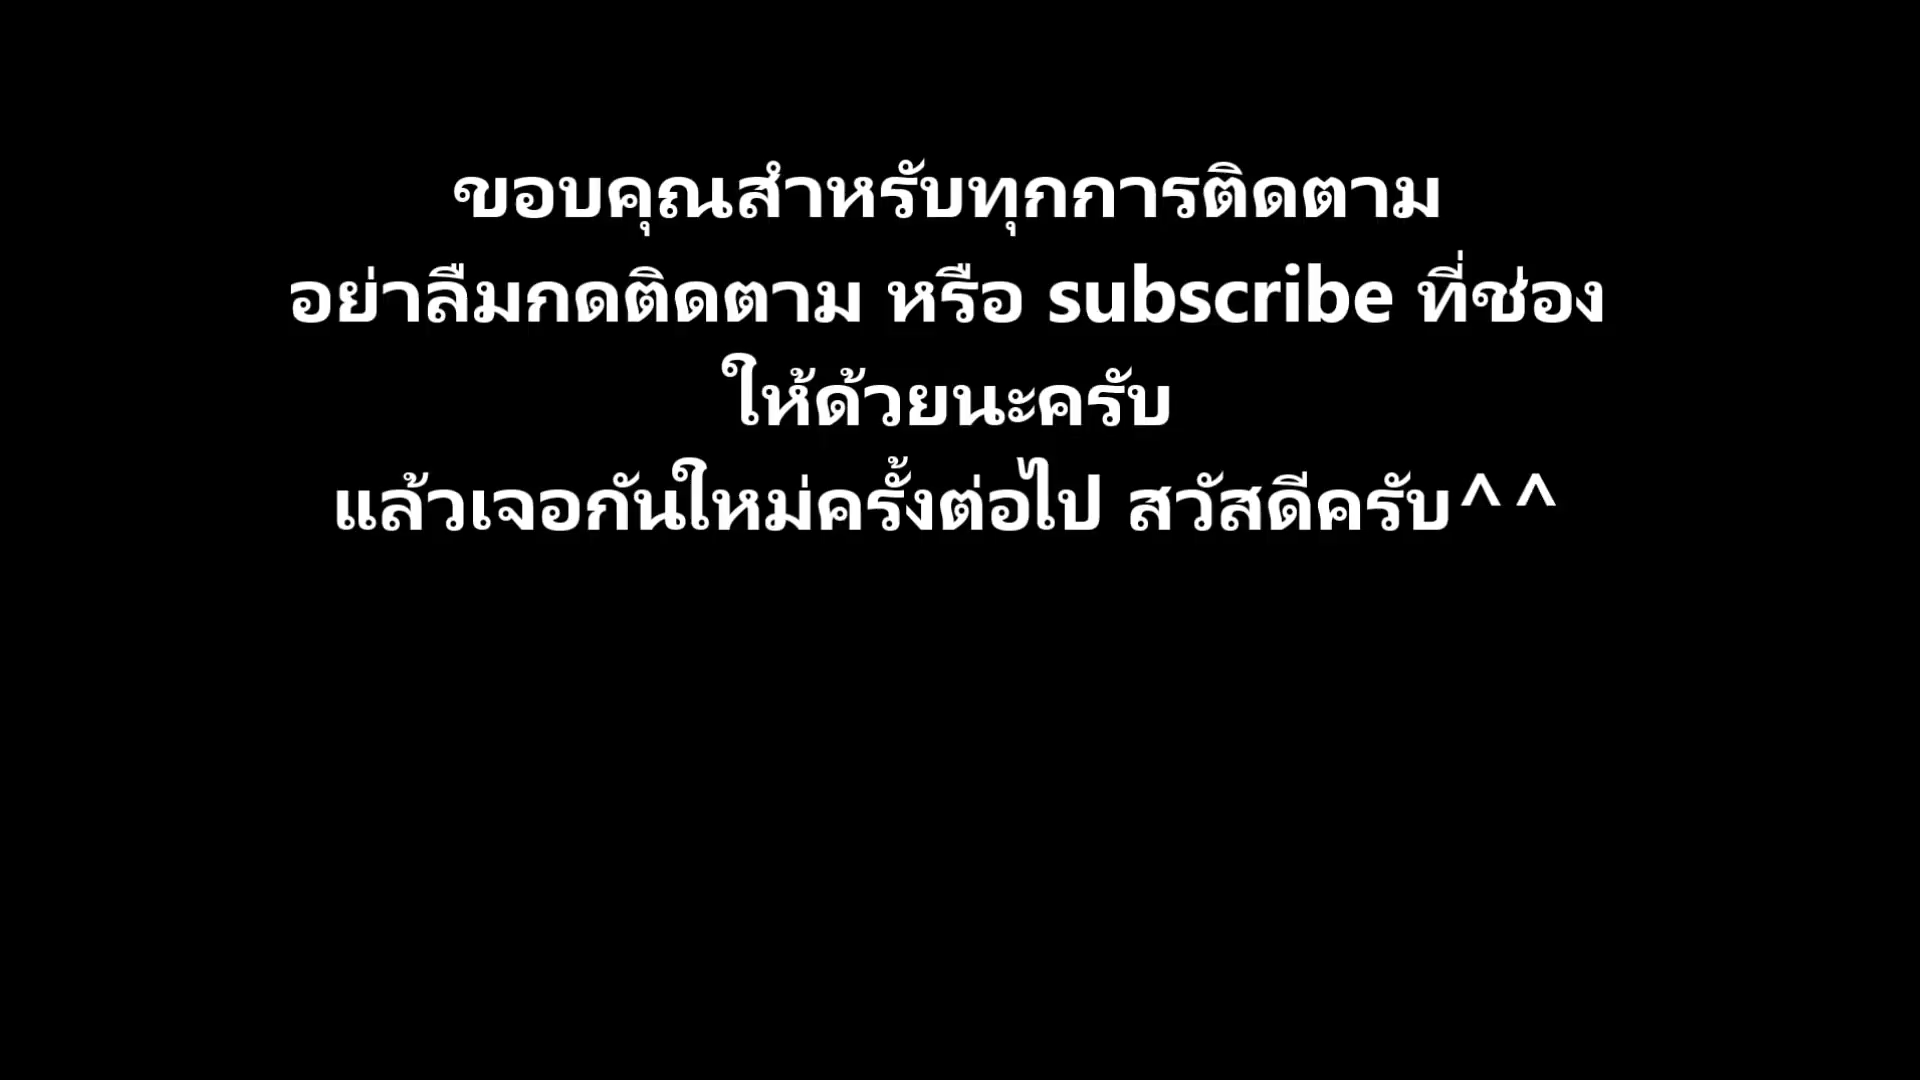 ขอบคุณสำหรับทุกการติดตาม
อย่าลืมกดติดตาม หรือ subscribe ที่ช่อง
ให้ด้วยนะครับ
แล้วเจอกันใหม่ครั้งต่อไป สวัสดีครับ^^